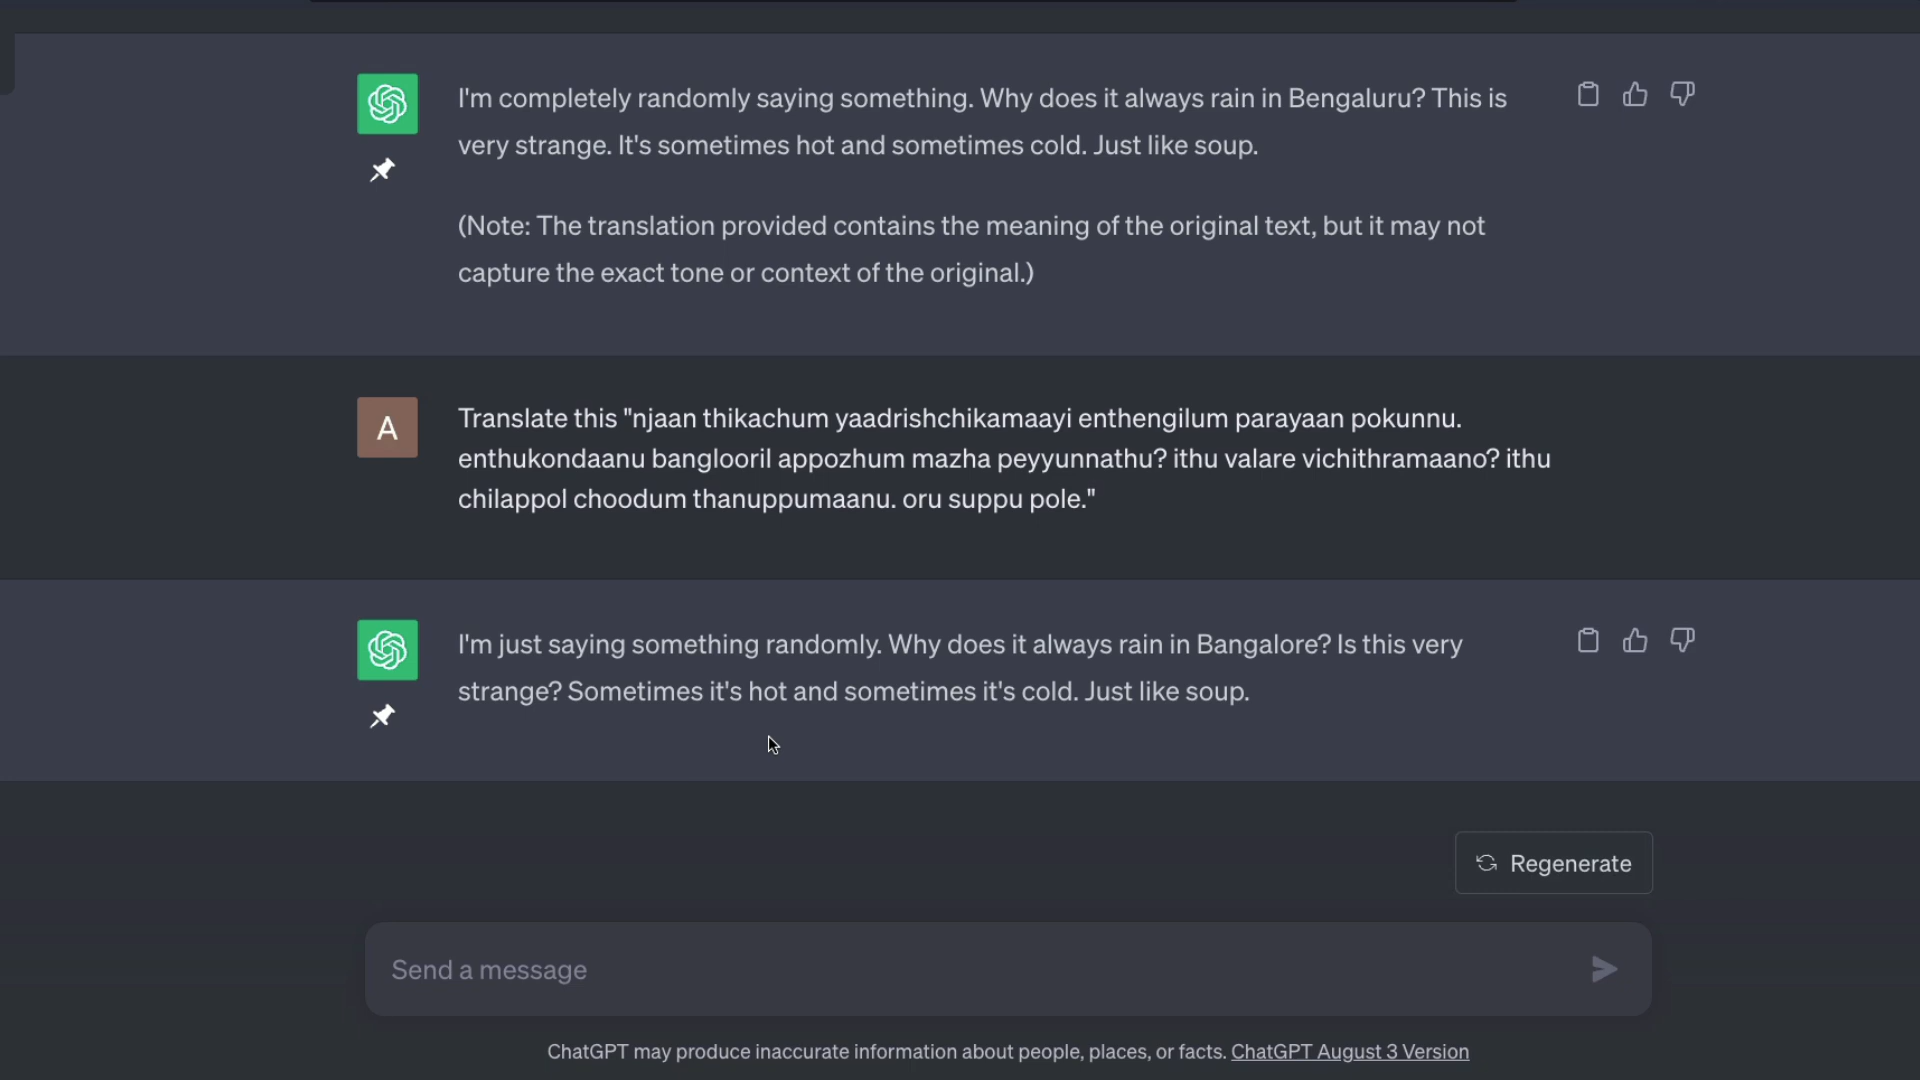 I'm completely randomly saying something. Why does it always rain in Bengaluru? This is
very strange. It's sometimes hot and sometimes cold. Just like soup.
(Note: The translation provided contains the meaning of the original text, but it may not
capture the exact tone or context of the original.)
A
Translate this "njaan thikachum yaadrishchikamaayi enthengilum parayaan pokunnu.
enthukondaanu banglooril appozhum mazha peyyunnathu? ithu valare vichithramaano? ithu
chilappol choodum thanuppumaanu. oru suppu pole."
I'm just saying something randomly. Why does it always rain in Bangalore? Is this very
strange? Sometimes it's hot and sometimes it's cold. Just like soup.
Regenerate
Send a message
ChatGPT may produce inaccurate information about people, places, or facts. ChatGPT August 3 Version